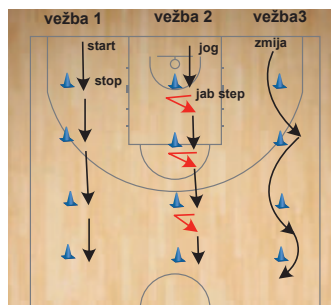 vežba 1
vežba 2
vežba3
start
jog
zmija
stop
jab step